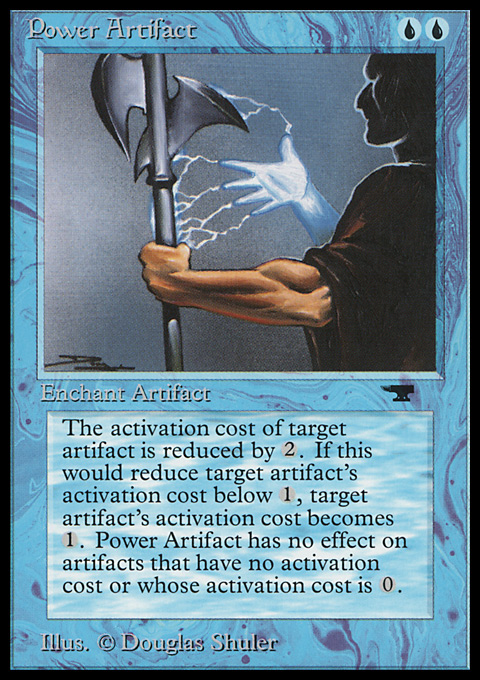 Power Artifact
Enchant Artifact
The activation cost of target
artifact is reduced by 2. If this
would reduce target artifact's
activation cost below 1, target
artifact's activation cost becomes
1. Power Artifact has no effect on
artifacts that have no activation
cost or whose activation cost is 0.
Illus. © Douglas Shuler